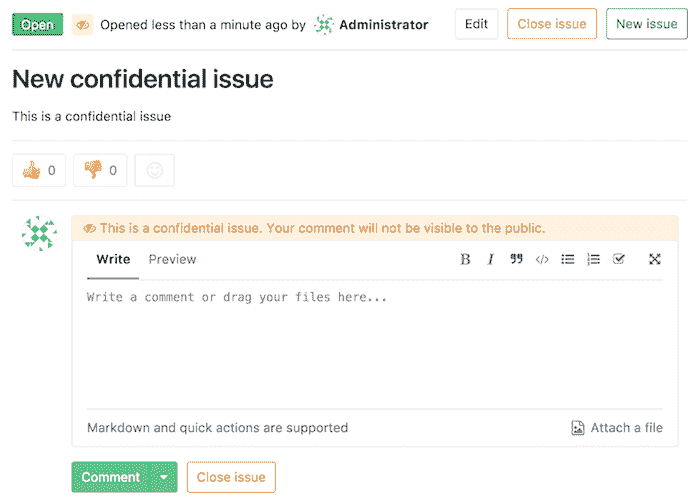 Open Opened less than a minute ago by Administrator Edit Close issue New issue
New confidential issue
This is a confidential issue
0 0
This is a confidential issue. Your comment will not be visible to the public.
Write Preview B I
Write a comment or drag your files here...
Markdown and quick actions are supported Attach a file
Comment Close issue